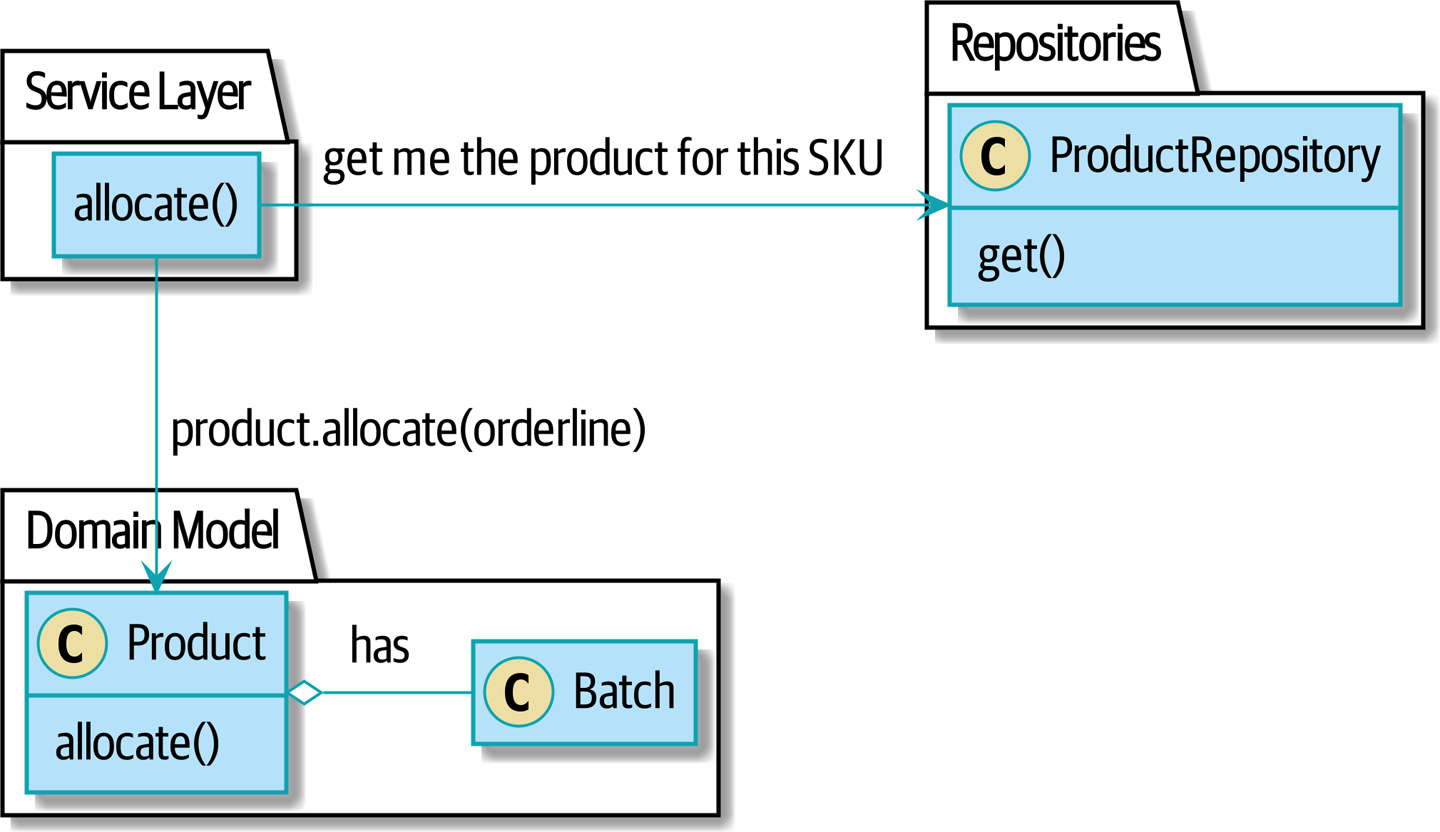 Repositories
Service Layer
get me the product for this SKU
C ProductRepository
allocate()
get()
product.allocate(orderline)
Domain Model
C Product
has
C Batch
allocate()